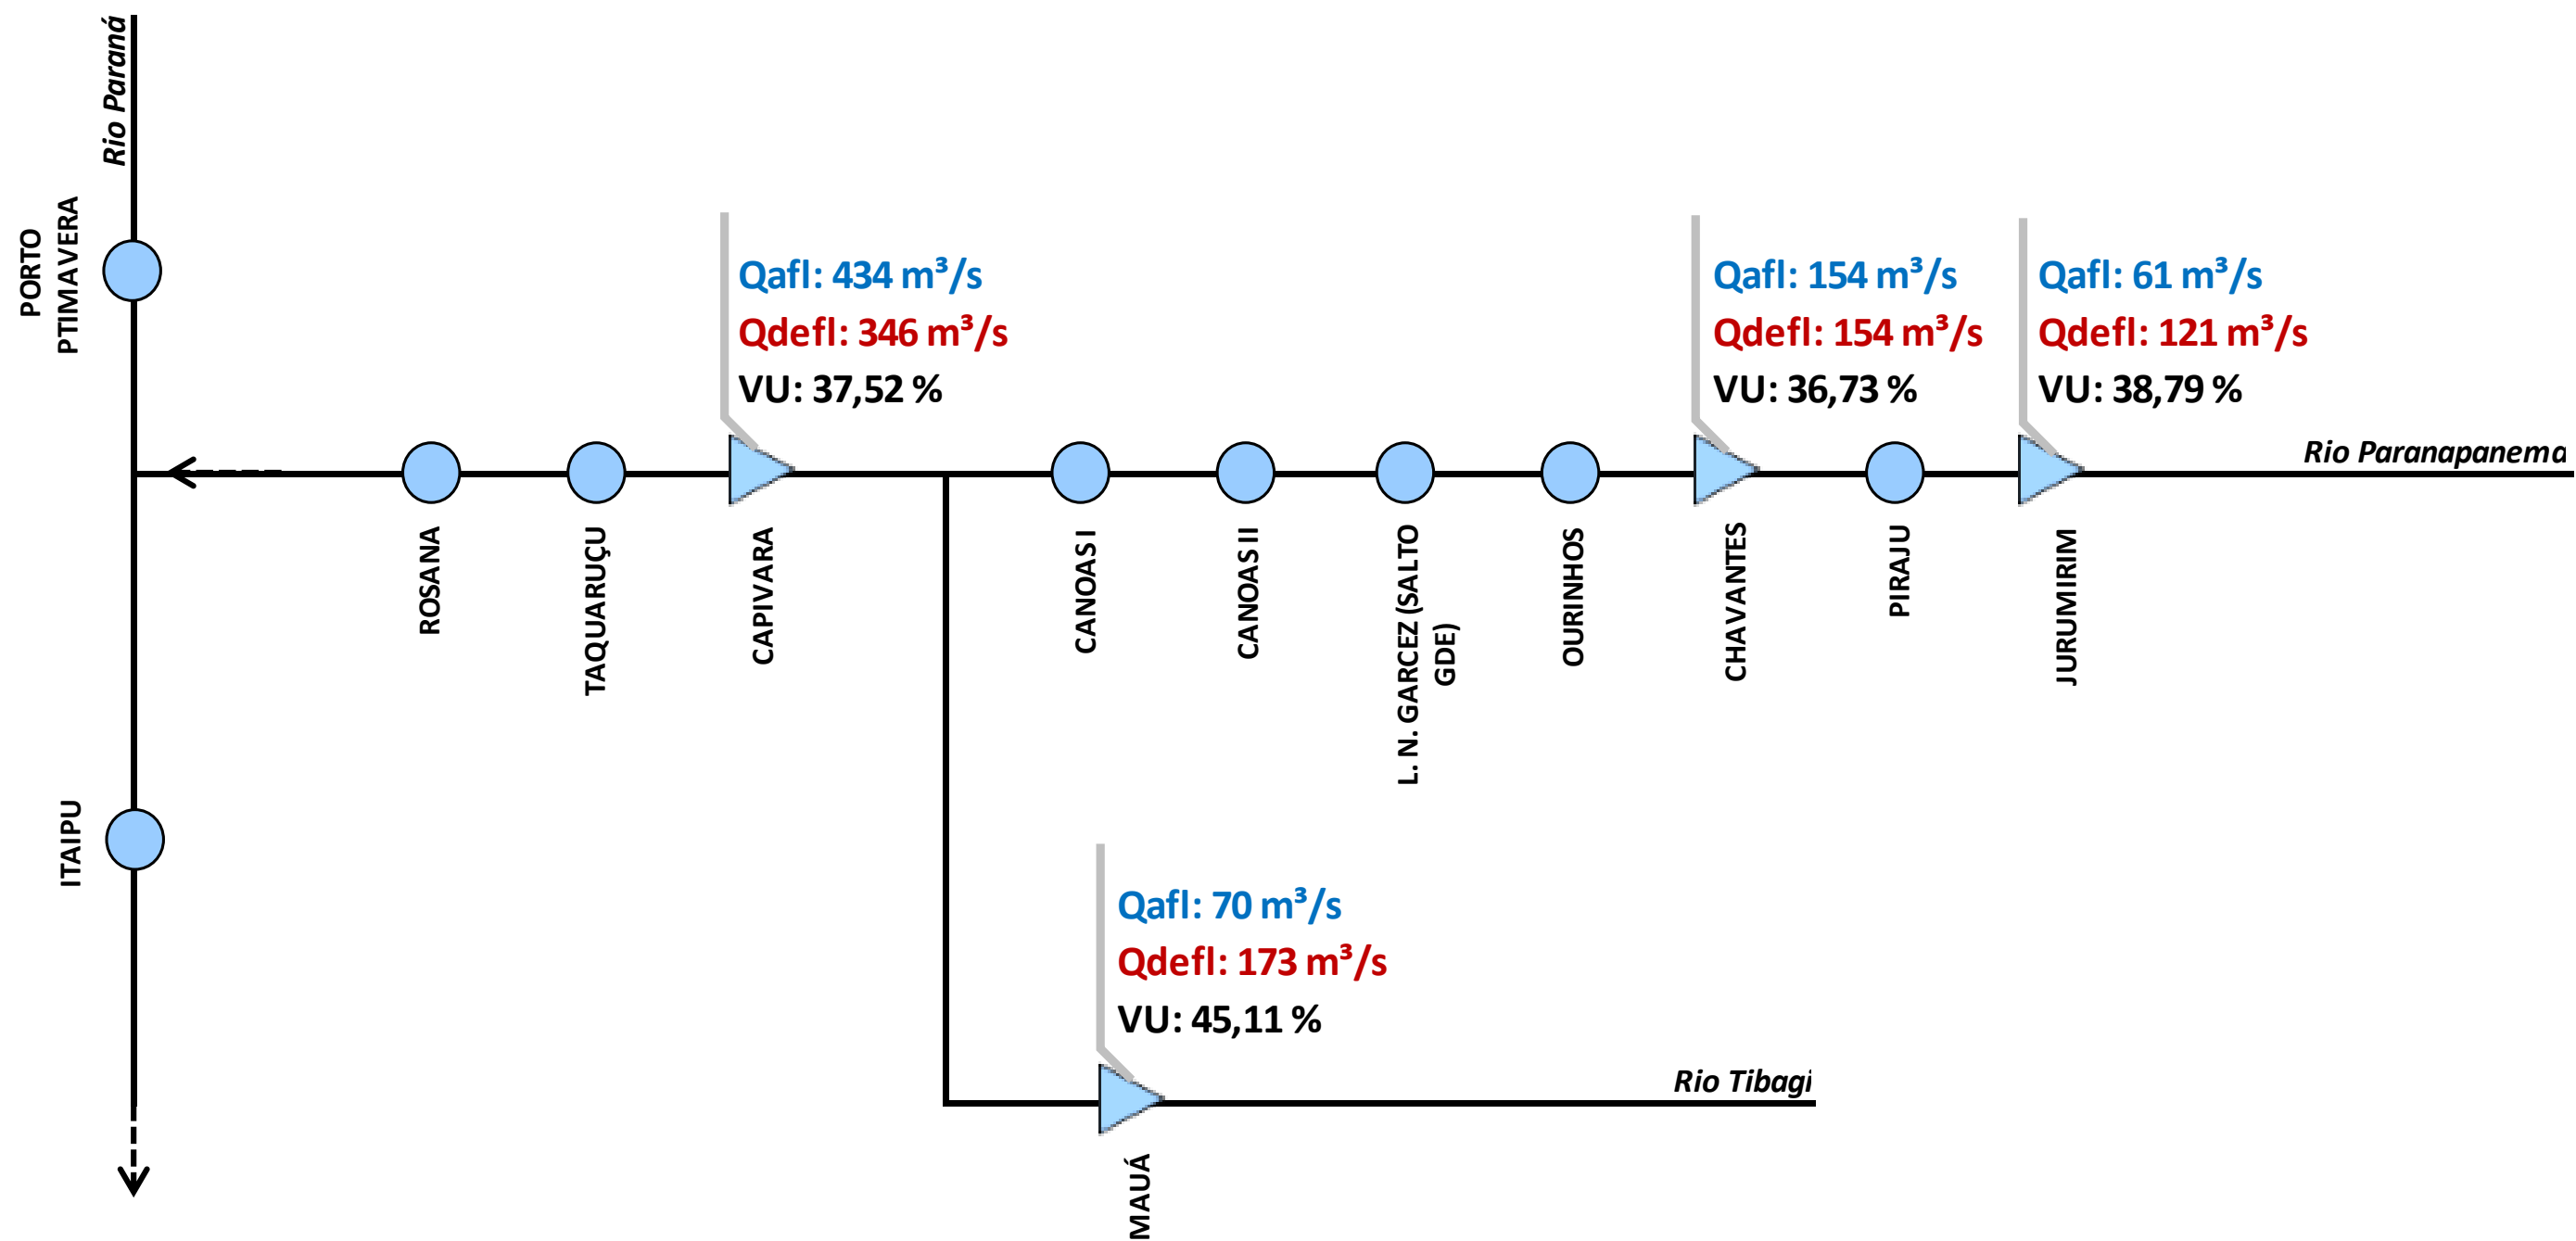 Rio Paraná
PORTO
PTIMAVERA
Qafl: 434 m³/s
Qdefl: 346 m³/s
VU: 37,52 %
Qafl: 154 m³/s
Qdefl: 154 m³/s
VU: 36,73 %
Qafl: 61 m³/s
Qdefl: 121 m³/s
VU: 38,79 %
Rio Paranapanema
ROSANA
TAQUARUÇU
CAPIVARA
CANOAS I
CANOAS II
L. N. GARCEZ (SALTO
GDE)
OURINHOS
CHAVANTES
PIRAJU
JURUMIRIM
ITAIPU
Qafl: 70 m³/s
Qdefl: 173 m³/s
VU: 45,11 %
Rio Tibagi
MAUÁ